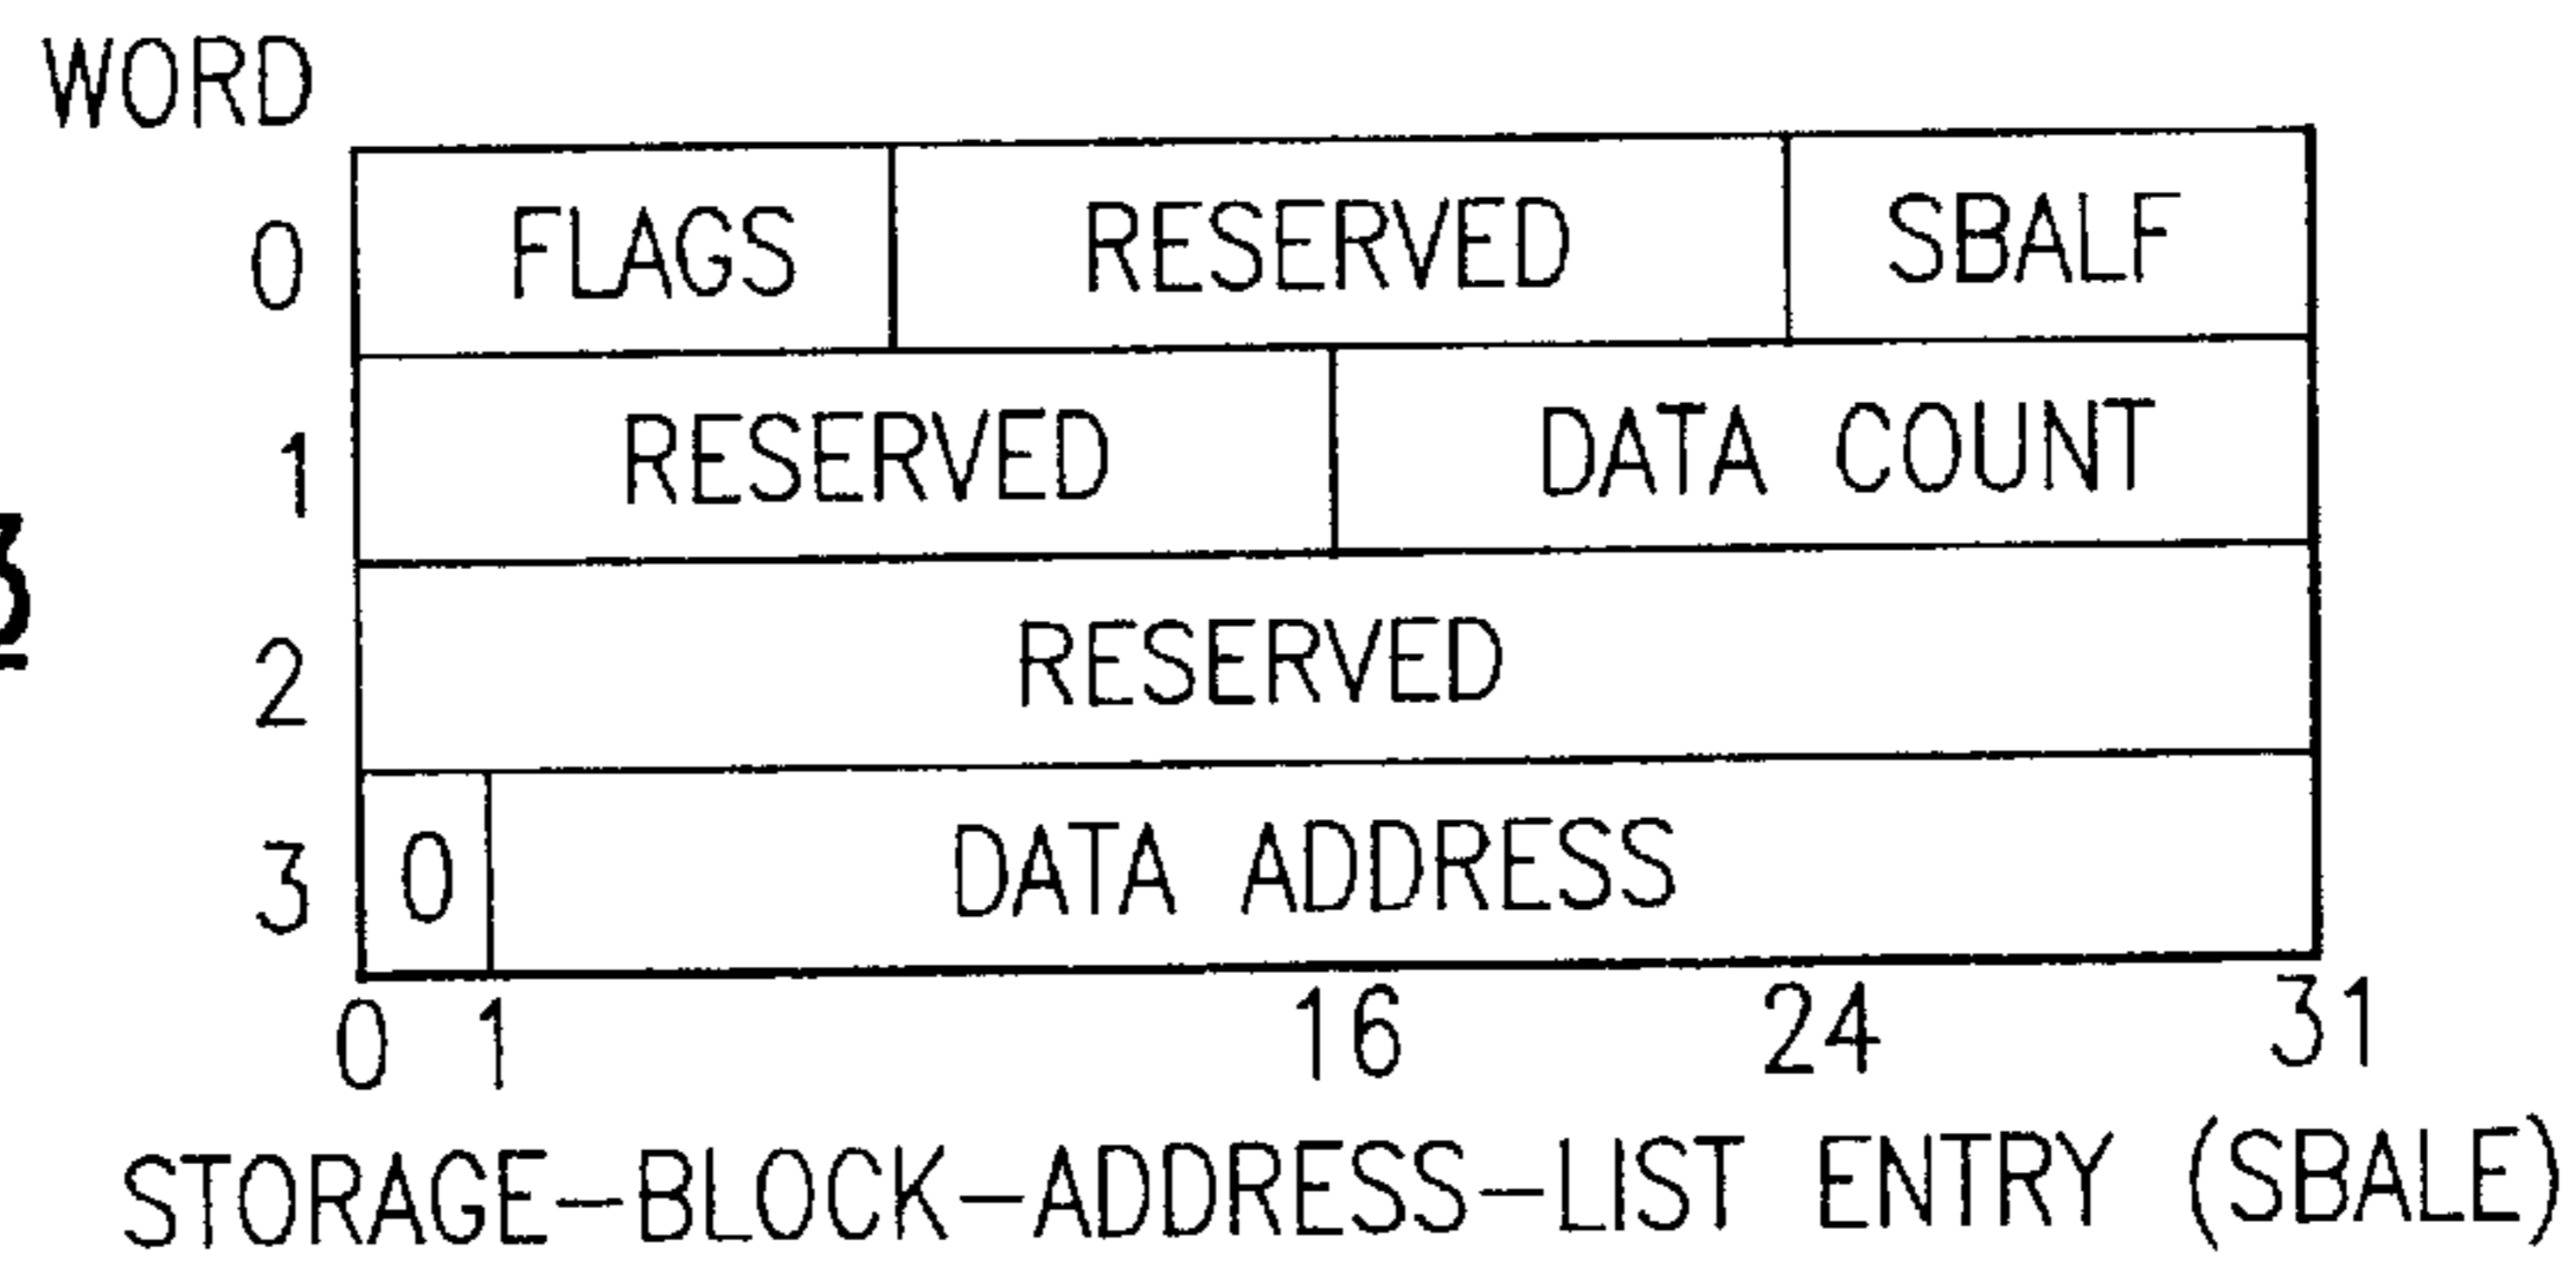 WORD
0 FLAGS RESERVED SBALF
1 RESERVED DATA COUNT
3
2 RESERVED
3 0 DATA ADDRESS
0 1 16 24 31
STORAGE-BLOCK-ADDRESS-LIST ENTRY (SBALE)